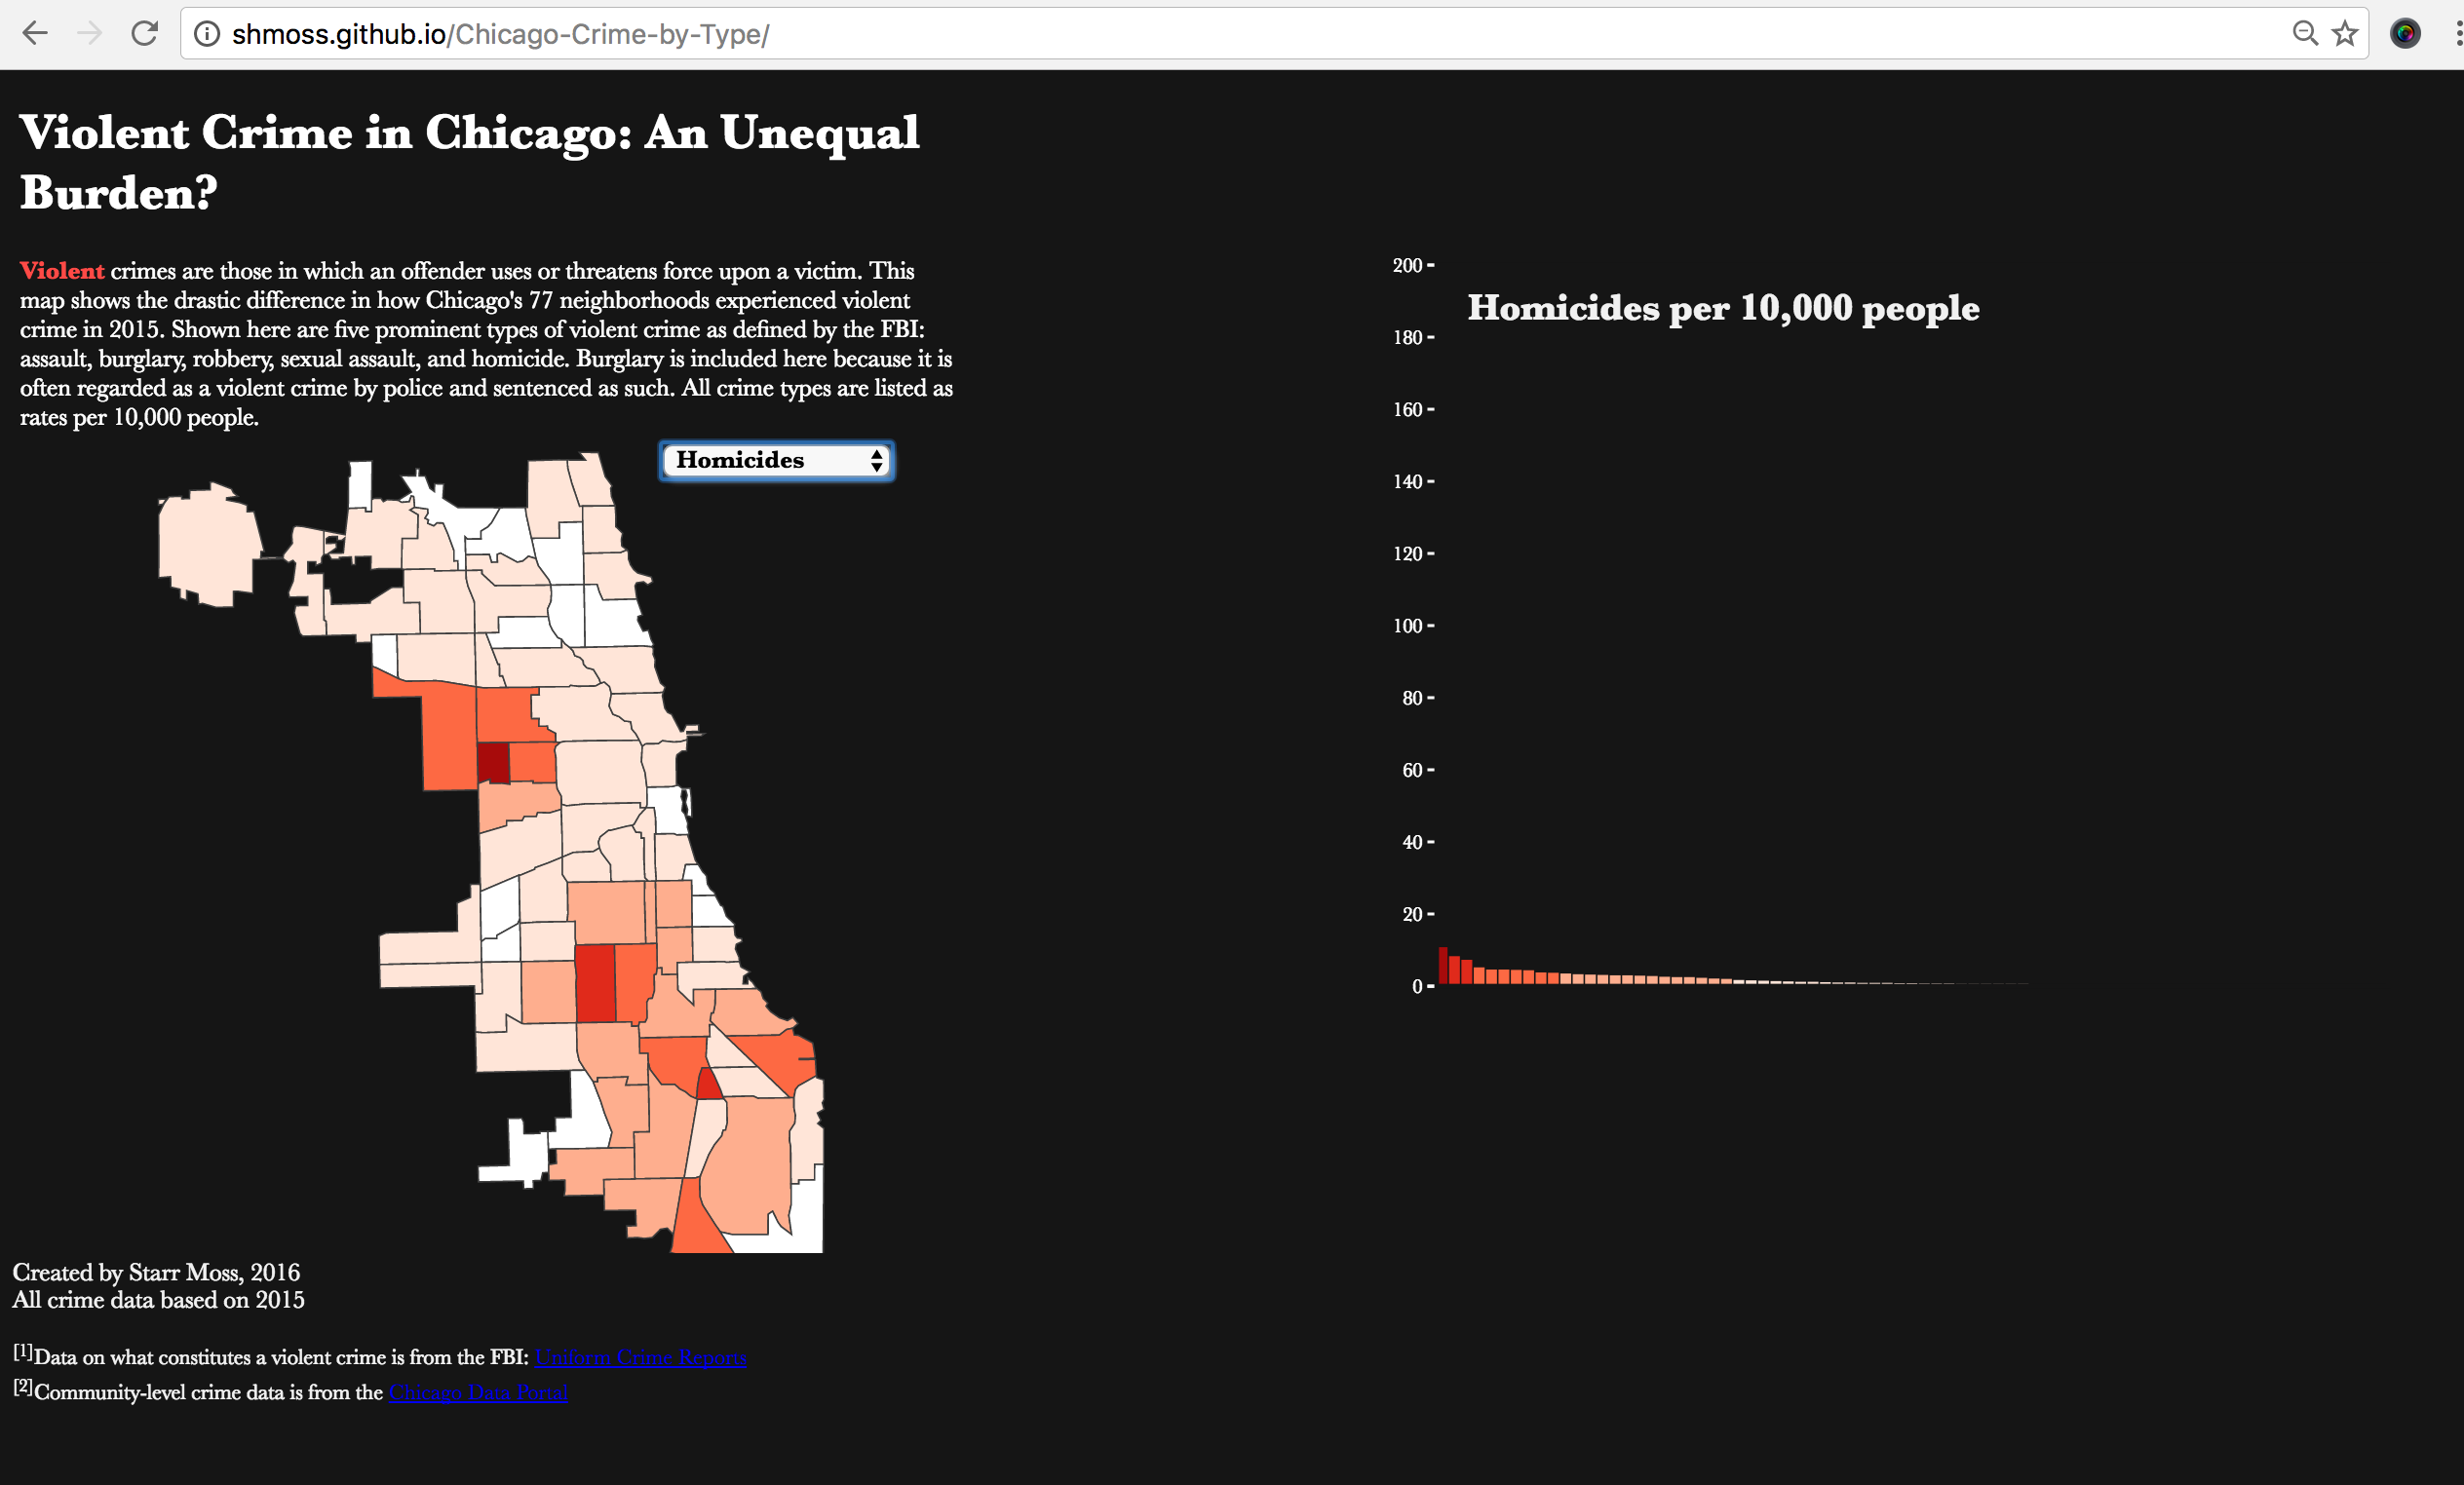 shmoss.github.io/Chicago-Crime-by-Type/
Violent Crime in Chicago: An Unequal
Burden?
Violent crimes are those in which an offender uses or threatens force upon a victim. This
map shows the drastic difference in how Chicago's 77 neighborhoods experienced violent
crime in 2015. Shown here are five prominent types of violent crime as defined by the FBI:
assault, burglary, robbery, sexual assault, and homicide. Burglary is included here because it is
often regarded as a violent crime by police and sentenced as such. All crime types are listed as
rates per 10,000 people.
Homicides
Homicides per 10,000 people
200
180
160
140
120
100
80
60
40
20
0
Created by Starr Moss, 2016
All crime data based on 2015
[1]Data on what constitutes a violent crime is from the FBI: Uniform Crime Reports
[2]Community-level crime data is from the Chicago Data Portal